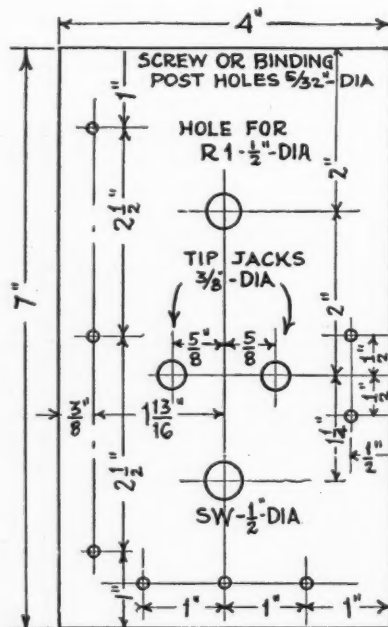 4"
SCREW OR BINDING
POST HOLES 5/32"-DIA
1"
HOLE FOR
R1-1/2"-DIA
2"
2 1/2"
7"
TIP JACKS
3/8"-DIA
2"
5/8"
5/8"
1/2"
1/2"
3/8"
1 13/16"
1 1/4"
1/2"
2 1/2"
SW-1/2"-DIA
1"
1"
1"
1"